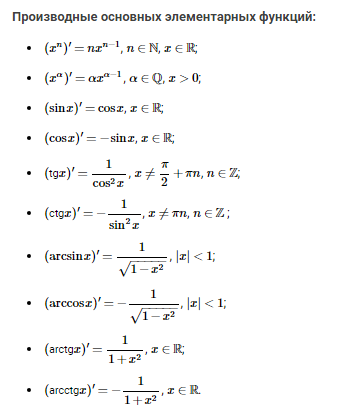 Производные основных элементарных функций:
• (xⁿ)′ = nxⁿ⁻¹, n ∈ ℕ, x ∈ ℝ;
• (x^α)′ = αx^(α−1), α ∈ ℚ, x > 0;
• (sinx)′ = cosx, x ∈ ℝ;
• (cosx)′ = −sinx, x ∈ ℝ;
• (tgx)′ = 1/cos²x, x ≠ π/2 + πn, n ∈ ℤ;
• (ctgx)′ = −1/sin²x, x ≠ πn, n ∈ ℤ;
• (arcsinx)′ = 1/√(1−x²), |x| < 1;
• (arccosx)′ = −1/√(1−x²), |x| < 1;
• (arctgx)′ = 1/(1+x²), x ∈ ℝ;
• (arcctgx)′ = −1/(1+x²), x ∈ ℝ.